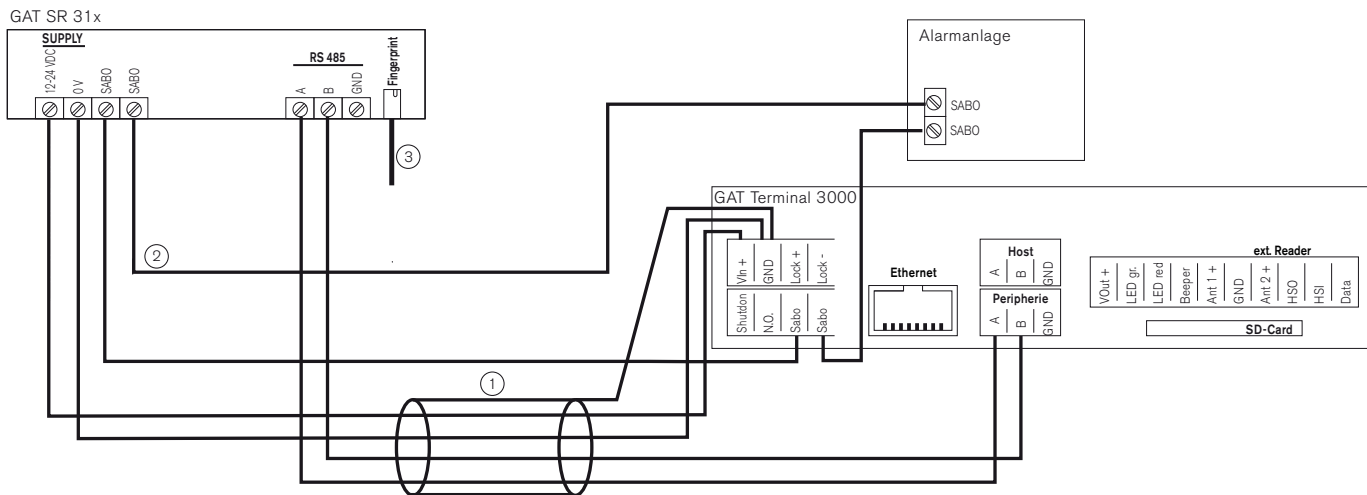 GAT SR 31x
SUPPLY
12-24 VDC
0 V
SABO
SABO
RS 485
A
B
GND
Fingerprint
3
Alarmanlage
SABO
SABO
2
GAT Terminal 3000
VIn +
GND
Lock +
Lock -
Shutdon
N.O.
Sabo
Sabo
Ethernet
Host
A
B
GND
Peripherie
A
B
GND
ext. Reader
VOut +
LED gr.
LED red
Beeper
Ant 1 +
GND
Ant 2 +
HSO
HSI
Data
SD-Card
1